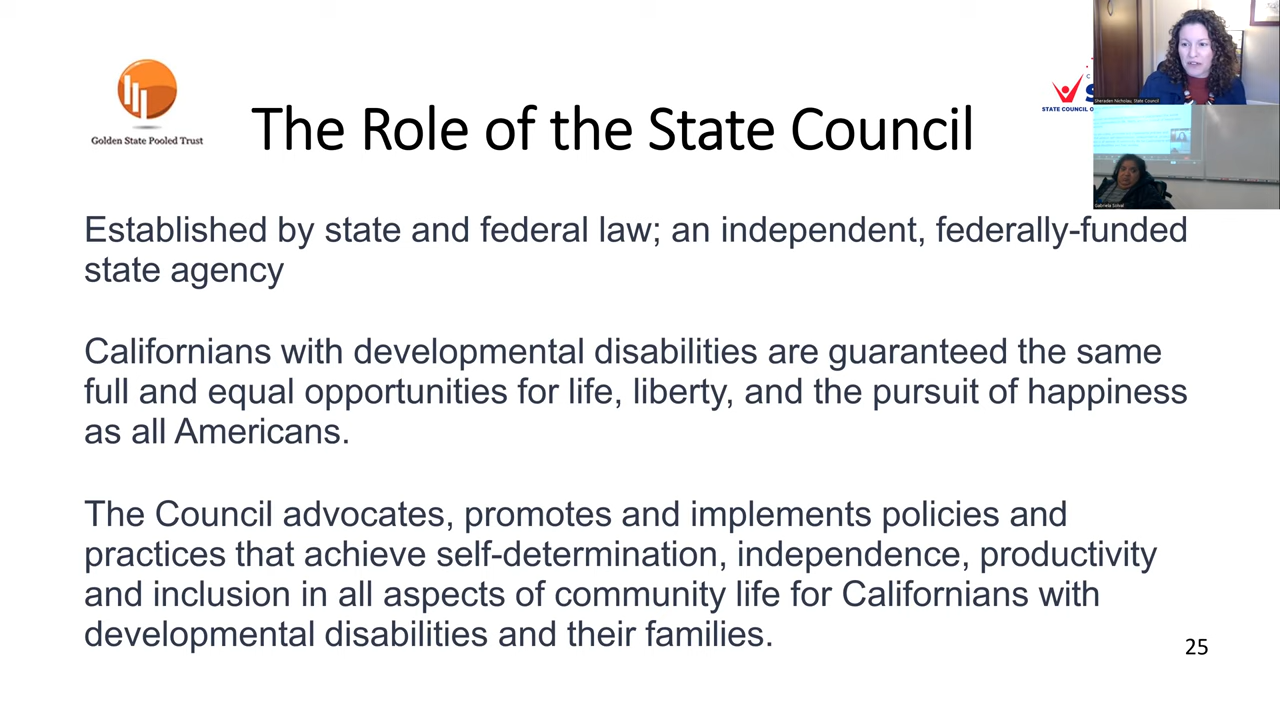 Golden State Pooled Trust
The Role of the State Council
STATE COUNCIL
Sheraden Nicholau, State Council
Established by state and federal law; an independent, federally-funded
state agency
Californians with developmental disabilities are guaranteed the same
full and equal opportunities for life, liberty, and the pursuit of happiness
as all Americans.
The Council advocates, promotes and implements policies and
practices that achieve self-determination, independence, productivity
and inclusion in all aspects of community life for Californians with
developmental disabilities and their families.
25